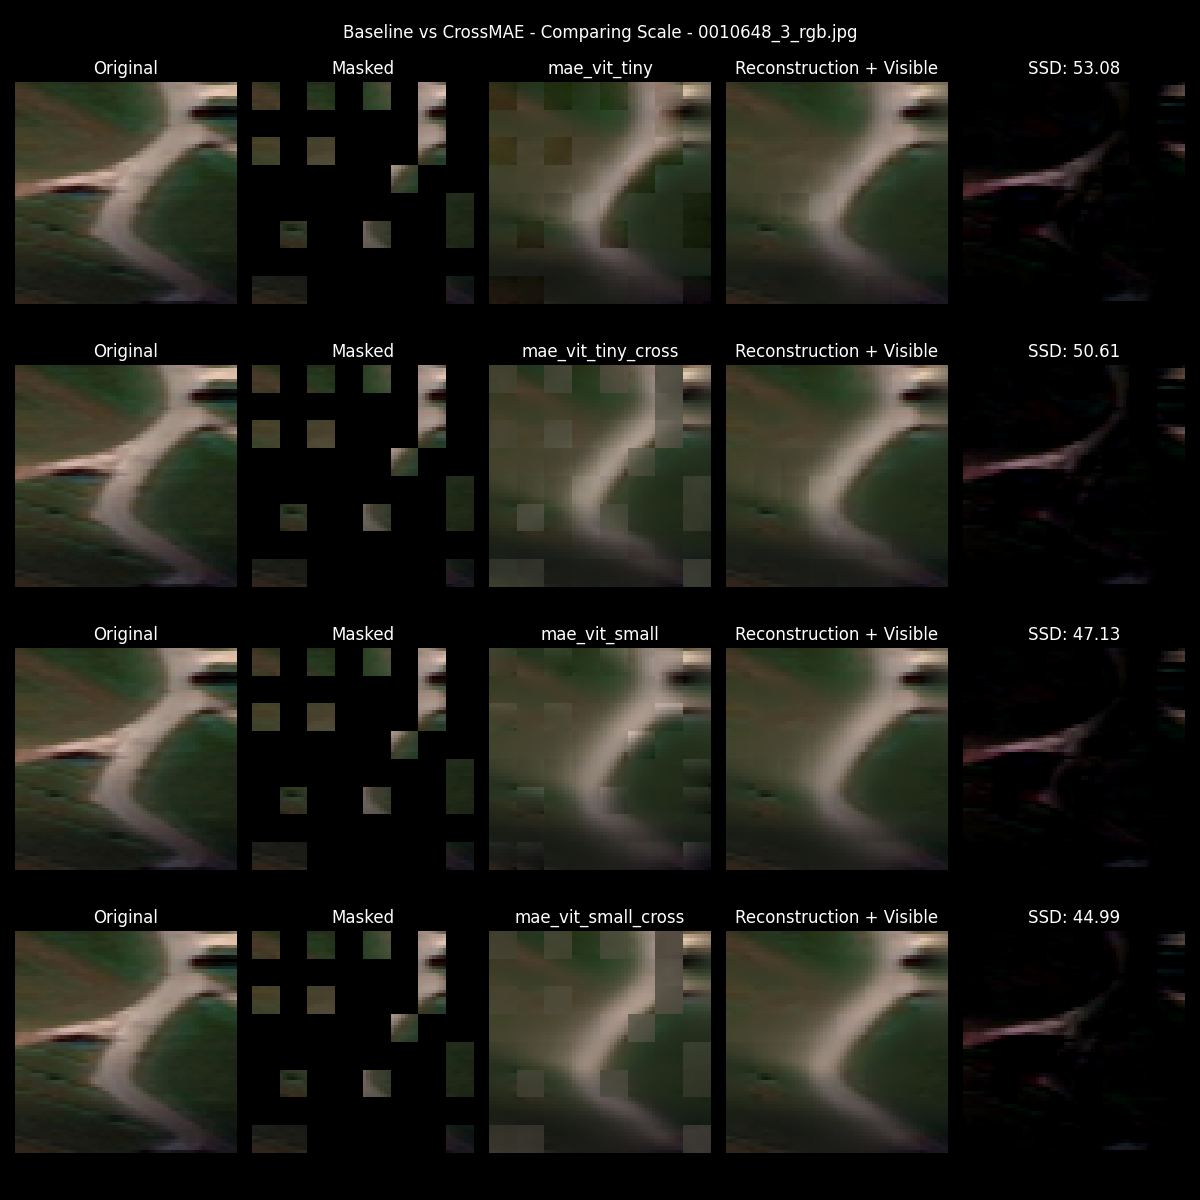 Baseline vs CrossMAE - Comparing Scale - 0010648_3_rgb.jpg
Original Masked mae_vit_tiny Reconstruction + Visible SSD: 53.08
Original Masked mae_vit_tiny_cross Reconstruction + Visible SSD: 50.61
Original Masked mae_vit_small Reconstruction + Visible SSD: 47.13
Original Masked mae_vit_small_cross Reconstruction + Visible SSD: 44.99